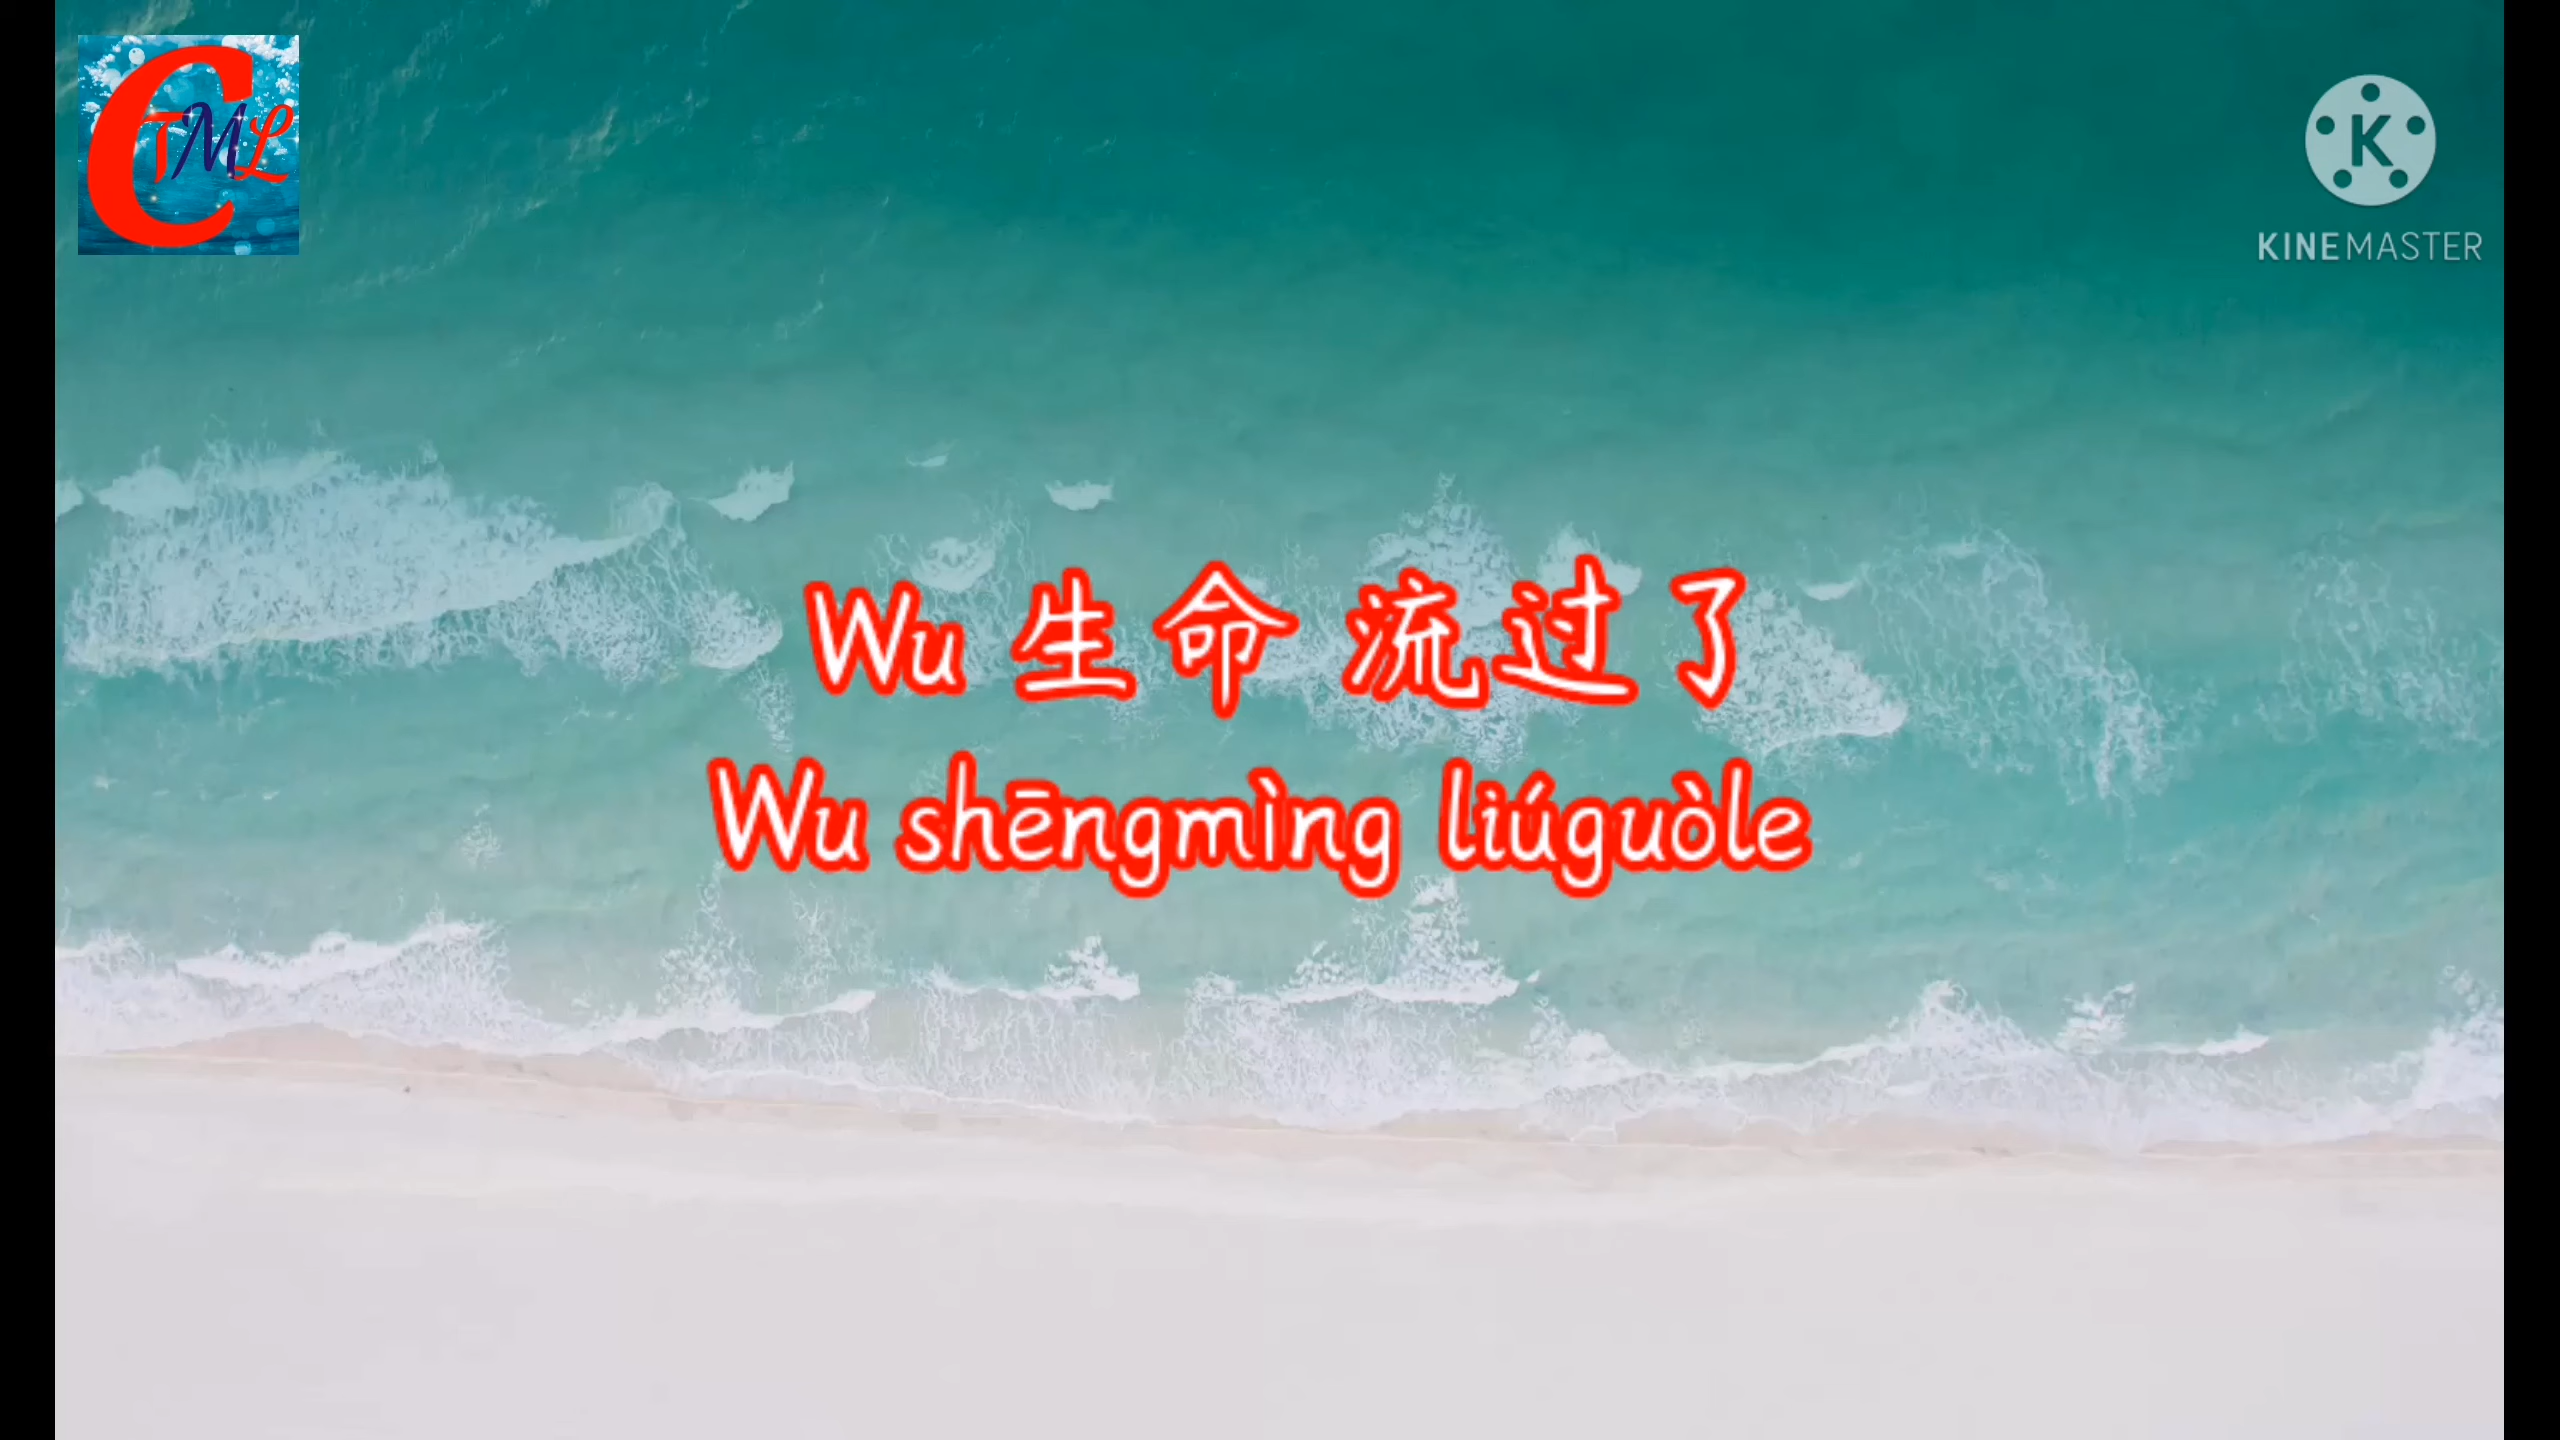 CTML
K
KINEMASTER
Wu 生命 流过了
Wu shēngmìng liúguòle